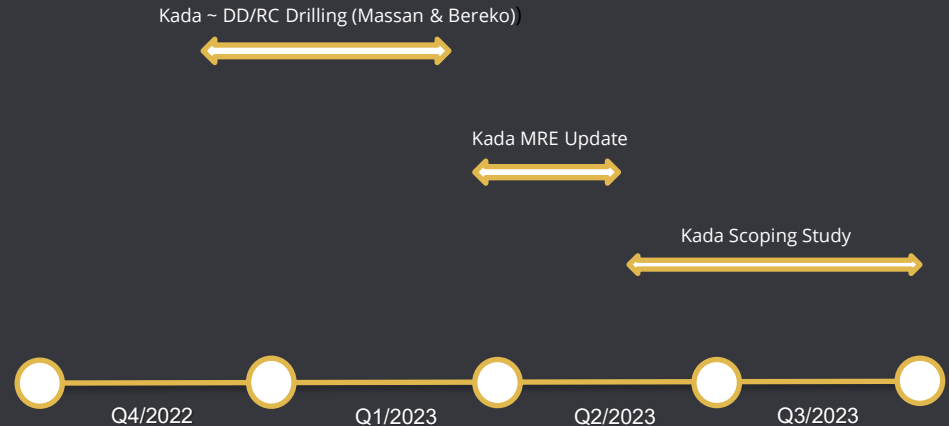 Kada ~ DD/RC Drilling (Massan & Bereko))
Kada MRE Update
Kada Scoping Study
Q4/2022
Q1/2023
Q2/2023
Q3/2023